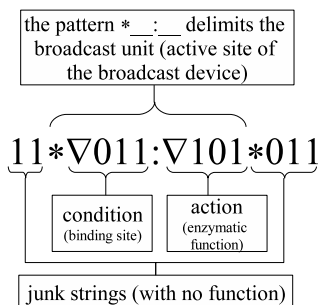 the pattern *__:__ delimits the
broadcast unit (active site of
the broadcast device)
11*∇011:∇101*011
condition
(binding site)
action
(enzymatic
function)
junk strings (with no function)